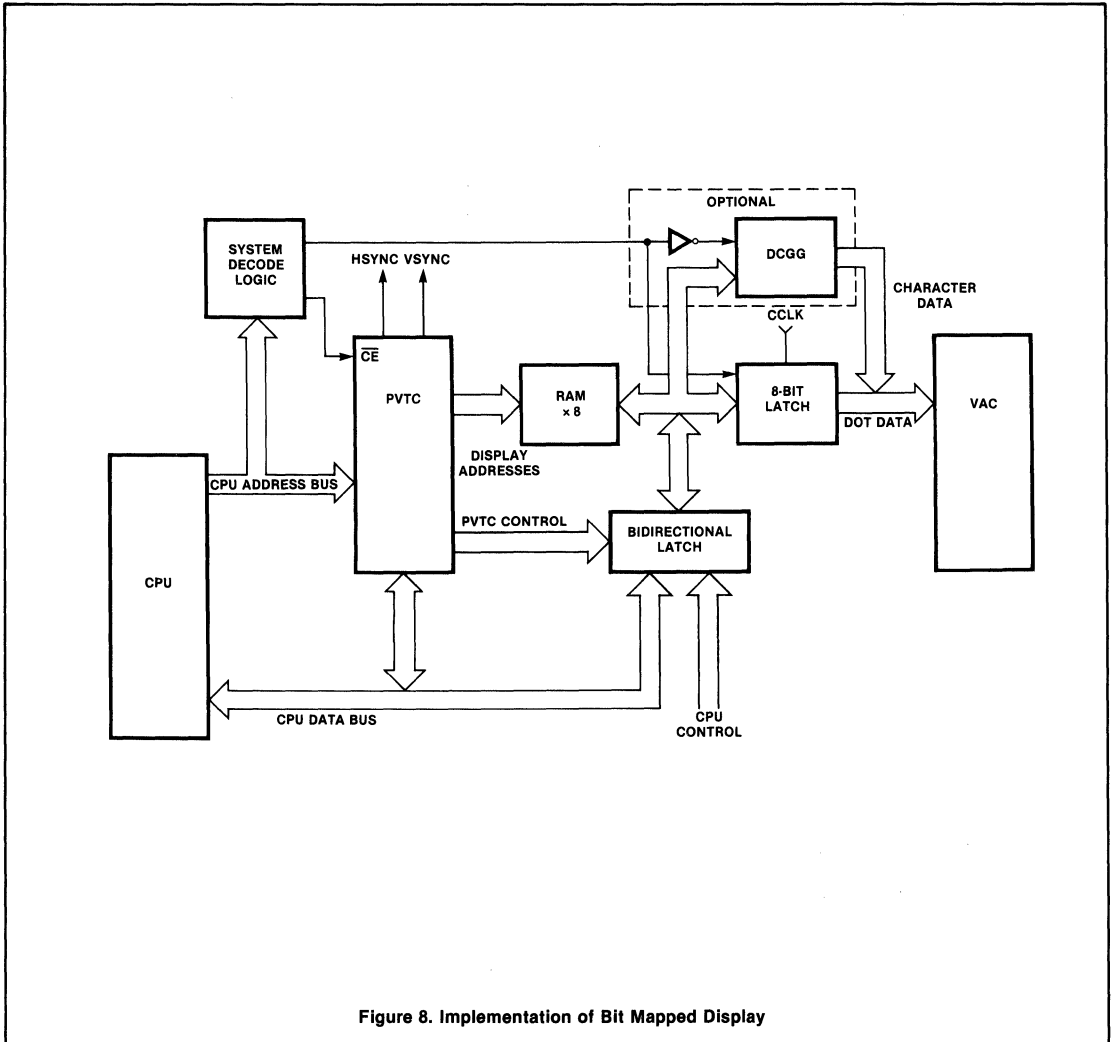 OPTIONAL
SYSTEM
DECODE
LOGIC
HSYNC VSYNC
DCGG
CHARACTER
DATA
CCLK
CE
PVTC
RAM
× 8
8-BIT
LATCH
VAC
DOT DATA
DISPLAY
ADDRESSES
CPU ADDRESS BUS
PVTC CONTROL
BIDIRECTIONAL
LATCH
CPU
CPU DATA BUS
CPU
CONTROL
Figure 8. Implementation of Bit Mapped Display